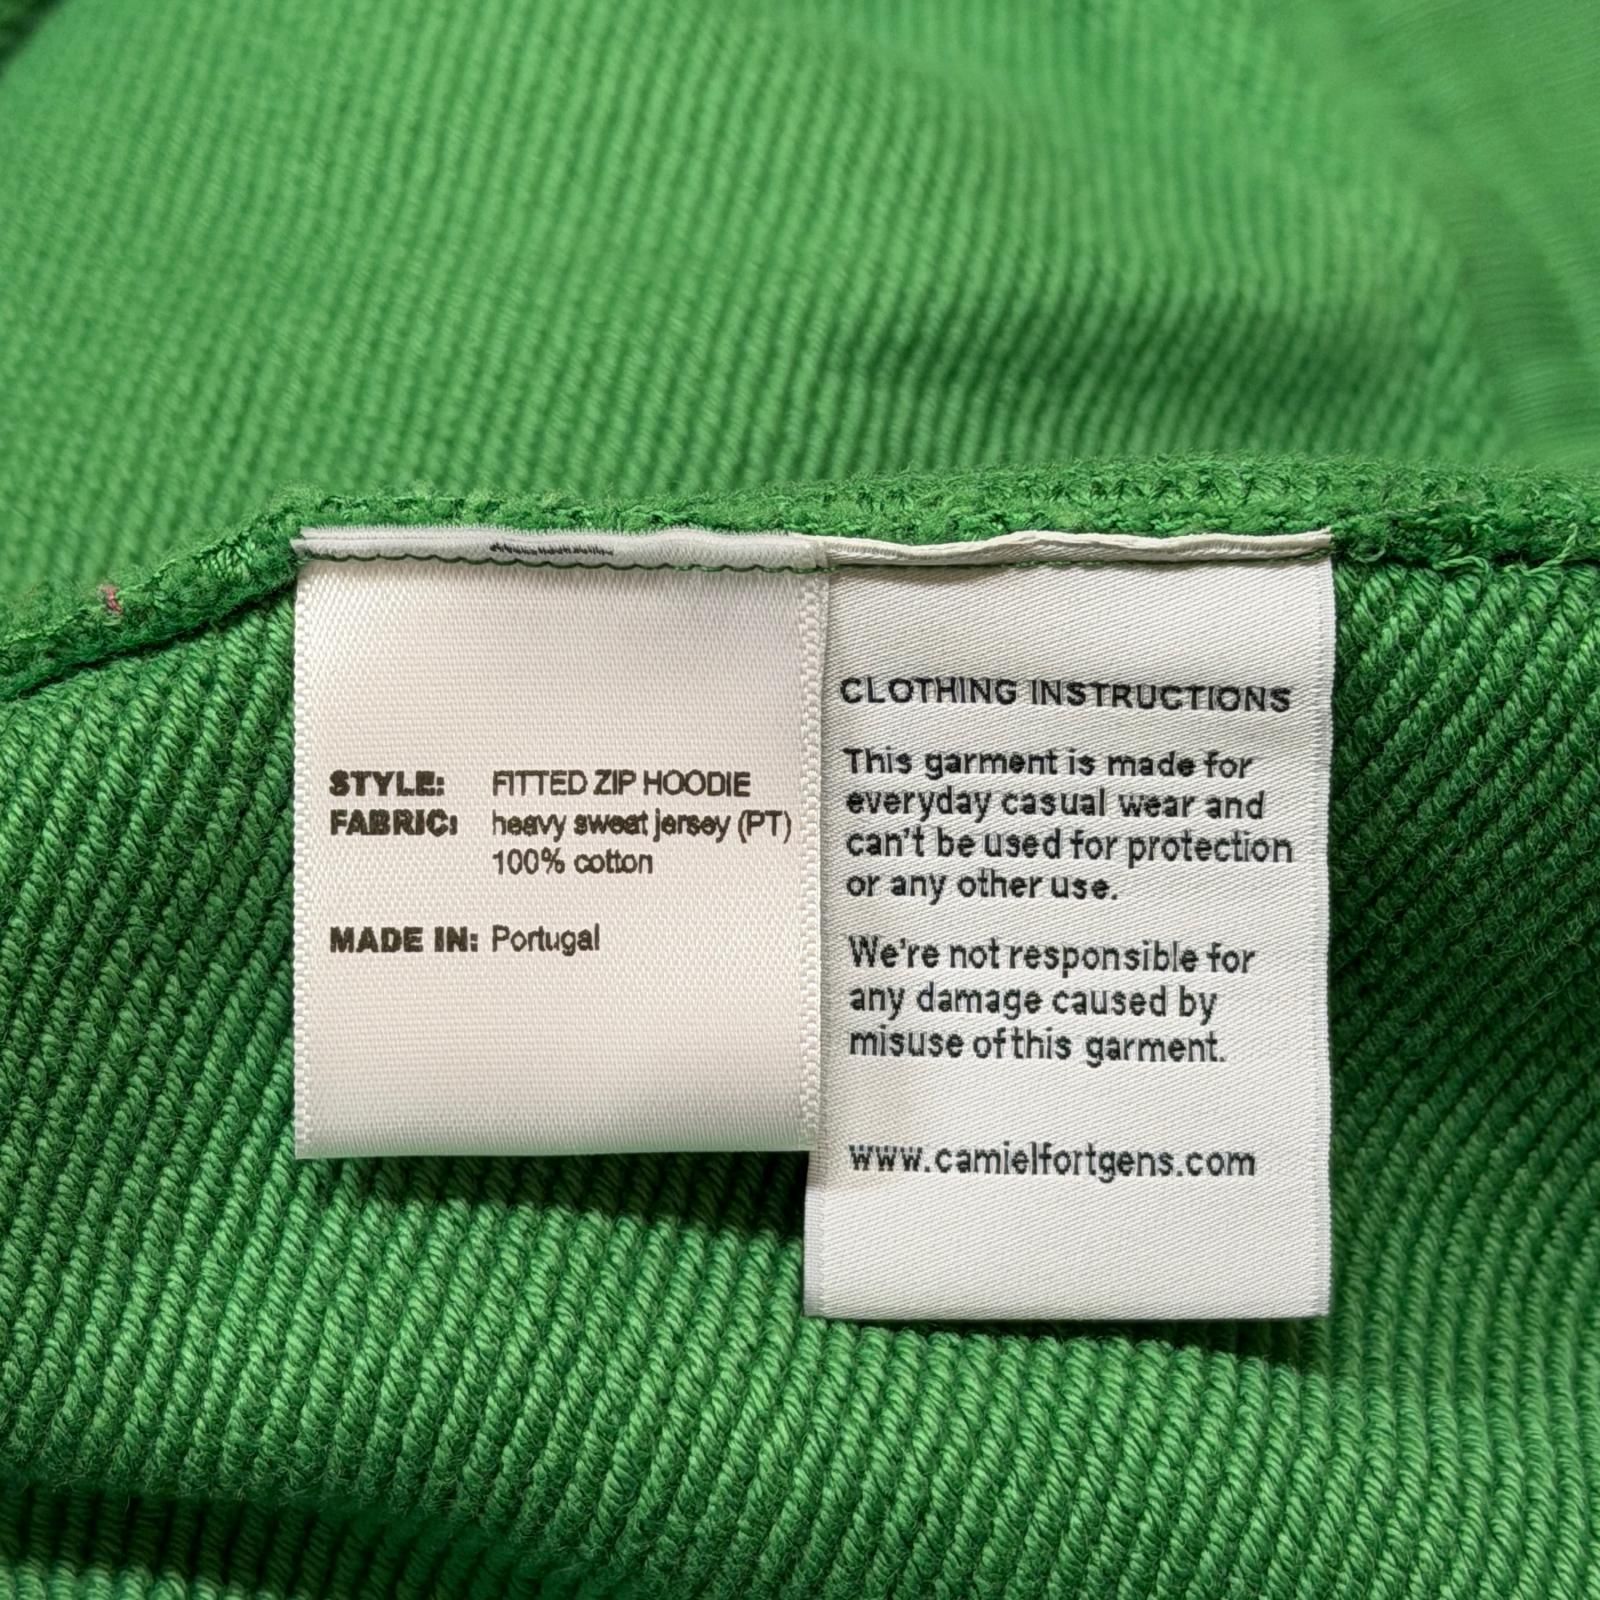 STYLE: FITTED ZIP HOODIE
FABRIC: heavy sweat jersey (PT)
100% cotton
MADE IN: Portugal
CLOTHING INSTRUCTIONS
This garment is made for
everyday casual wear and
can't be used for protection
or any other use.
We're not responsible for
any damage caused by
misuse of this garment.
www.camielfortgens.com